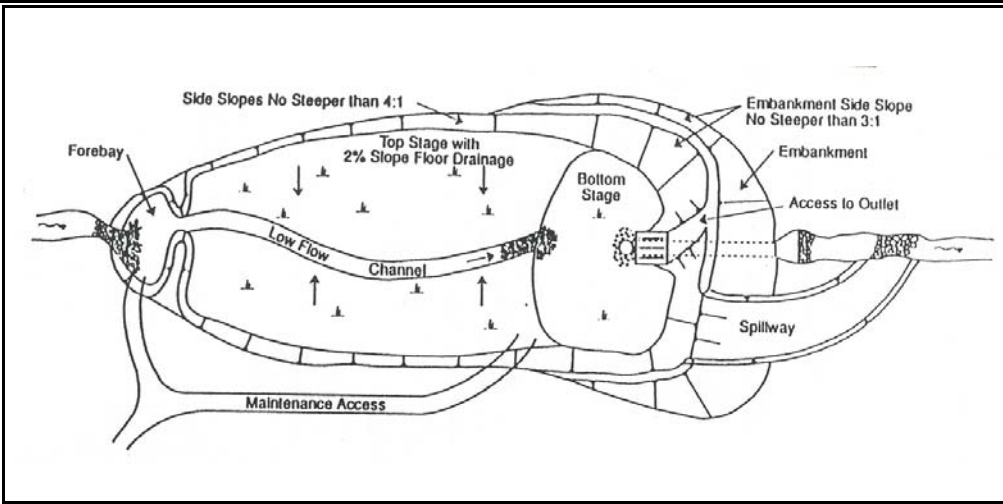 Side Slopes No Steeper than 4:1
Embankment Side Slope
No Steeper than 3:1
Forebay
Top Stage with
2% Slope Floor Drainage
Embankment
Bottom
Stage
Access to Outlet
Low Flow
Channel
Spillway
Maintenance Access